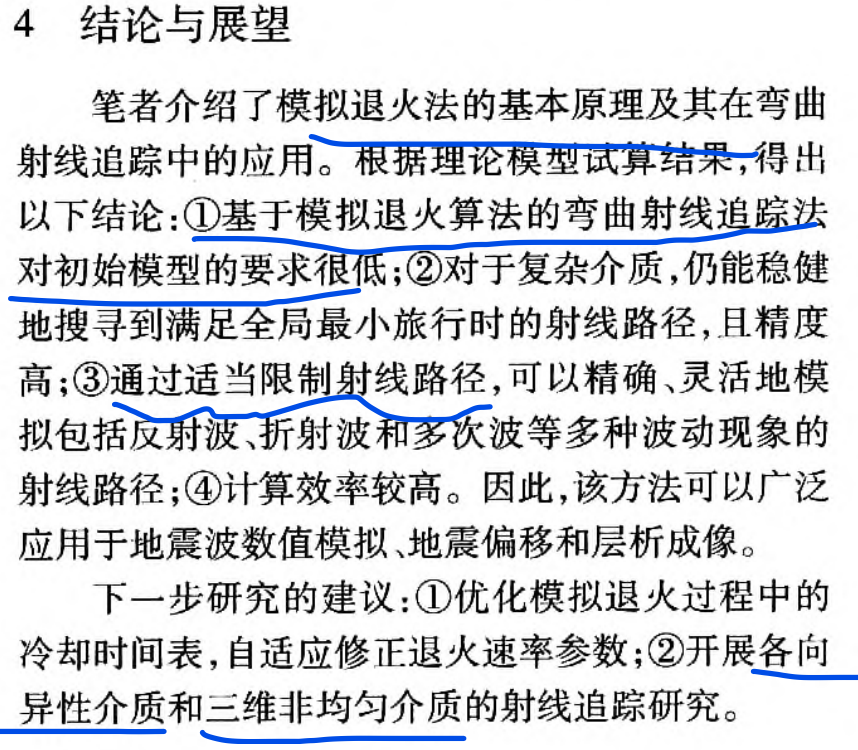 4 结论与展望
笔者介绍了模拟退火法的基本原理及其在弯曲
射线追踪中的应用。根据理论模型试算结果,得出
以下结论:①基于模拟退火算法的弯曲射线追踪法
对初始模型的要求很低;②对于复杂介质,仍能稳健
地搜寻到满足全局最小旅行时的射线路径,且精度
高;③通过适当限制射线路径,可以精确、灵活地模
拟包括反射波、折射波和多次波等多种波动现象的
射线路径;④计算效率较高。因此,该方法可以广泛
应用于地震波数值模拟、地震偏移和层析成像。
下一步研究的建议:①优化模拟退火过程中的
冷却时间表,自适应修正退火速率参数;②开展各向
异性介质和三维非均匀介质的射线追踪研究。